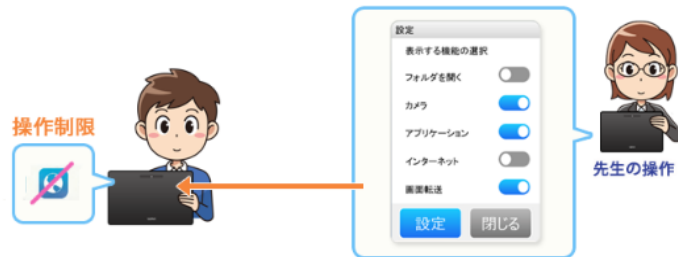 設定
表示する機能の選択
フォルダを開く
カメラ
アプリケーション
インターネット
画面転送
設定 閉じる
操作制限
先生の操作